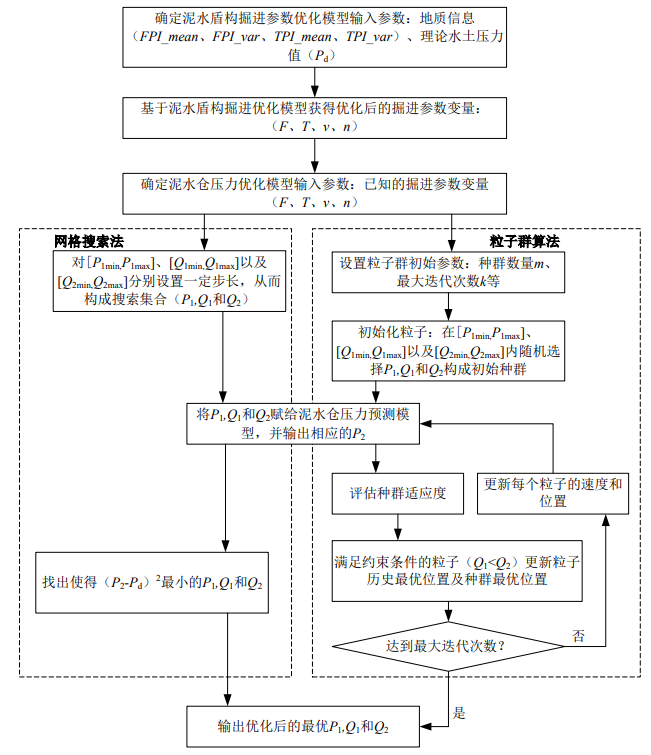 确定泥水盾构掘进参数优化模型输入参数：地质信息
（FPI_mean、FPI_var、TPI_mean、TPI_var）、理论水土压力
值（Pd）
基于泥水盾构掘进优化模型获得优化后的掘进参数变量：
（F、T、v、n）
确定泥水仓压力优化模型输入参数：已知的掘进参数变量
（F、T、v、n）
网格搜索法
对[P1min,P1max]、[Q1min,Q1max]以及
[Q2min,Q2max]分别设置一定步长，从而
构成搜索集合（P1,Q1和Q2）
粒子群算法
设置粒子群初始参数：种群数量m、
最大迭代次数k等
初始化粒子：在[P1min,P1max]、
[Q1min,Q1max]以及[Q2min,Q2max]内随机选
择P1,Q1和Q2构成初始种群
将P1,Q1和Q2赋给泥水仓压力预测模
型，并输出相应的P2
评估种群适应度
更新每个粒子的速度和
位置
满足约束条件的粒子（Q1<Q2）更新粒子
历史最优位置及种群最优位置
找出使得（P2-Pd）2最小的P1,Q1和Q2
达到最大迭代次数？
否
是
输出优化后的最优P1,Q1和Q2